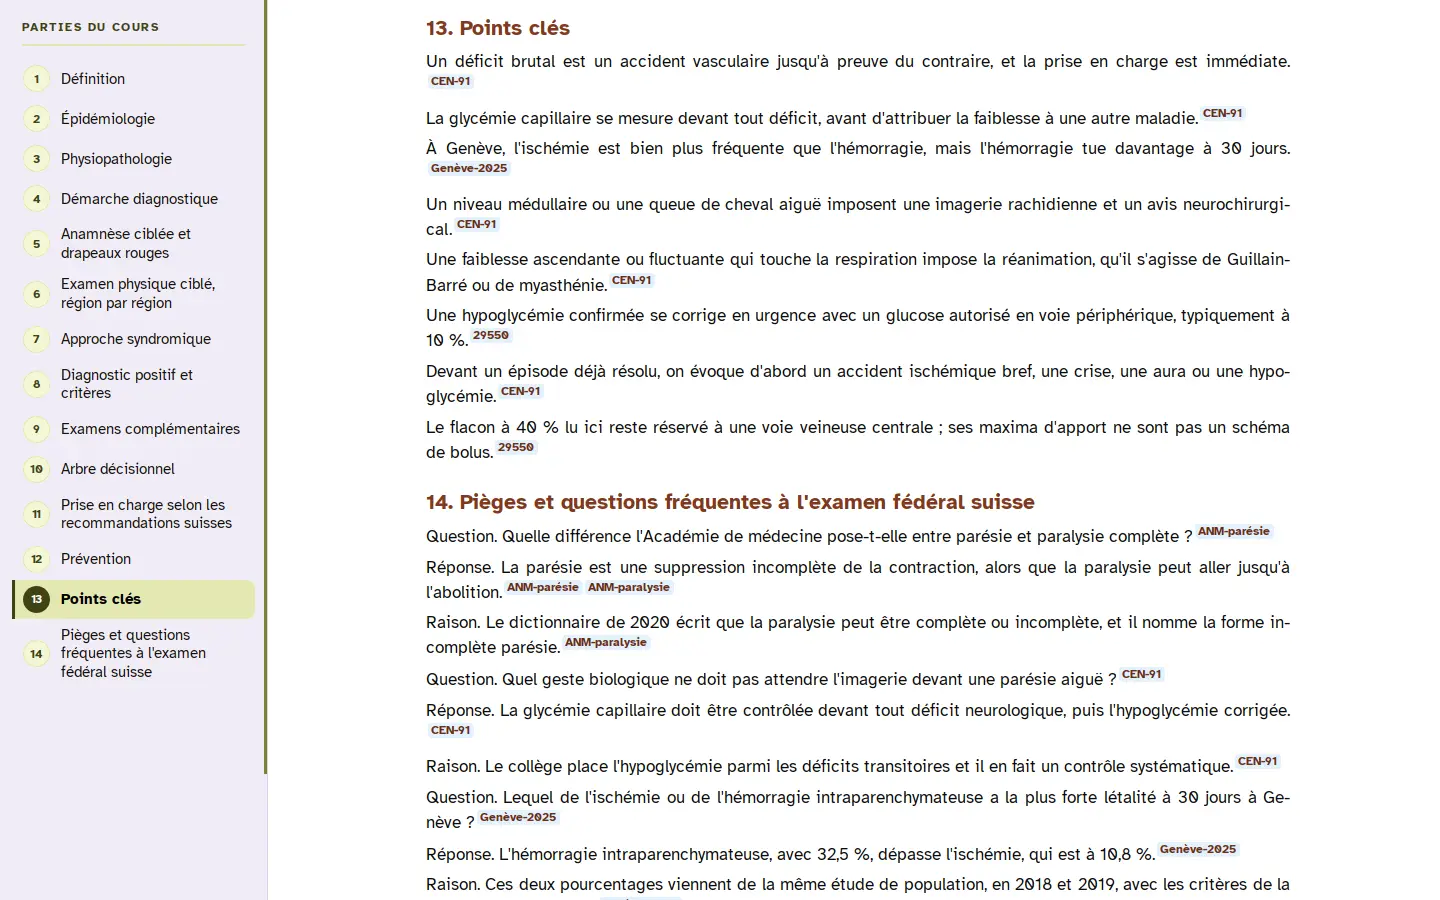 PARTIES DU COURS
1 Définition
2 Épidémiologie
3 Physiopathologie
4 Démarche diagnostique
5 Anamnèse ciblée et
drapeaux rouges
6 Examen physique ciblé,
région par région
7 Approche syndromique
8 Diagnostic positif et
critères
9 Examens complémentaires
10 Arbre décisionnel
11 Prise en charge selon les
recommandations suisses
12 Prévention
13 Points clés
14 Pièges et questions
fréquentes à l'examen
fédéral suisse
13. Points clés
Un déficit brutal est un accident vasculaire jusqu'à preuve du contraire, et la prise en charge est immédiate.
CEN-91
La glycémie capillaire se mesure devant tout déficit, avant d'attribuer la faiblesse à une autre maladie. CEN-91
À Genève, l'ischémie est bien plus fréquente que l'hémorragie, mais l'hémorragie tue davantage à 30 jours.
Genève-2025
Un niveau médullaire ou une queue de cheval aiguë imposent une imagerie rachidienne et un avis neurochirurgi-
cal. CEN-91
Une faiblesse ascendante ou fluctuante qui touche la respiration impose la réanimation, qu'il s'agisse de Guillain-
Barré ou de myasthénie. CEN-91
Une hypoglycémie confirmée se corrige en urgence avec un glucose autorisé en voie périphérique, typiquement à
10 %. 29550
Devant un épisode déjà résolu, on évoque d'abord un accident ischémique bref, une crise, une aura ou une hypo-
glycémie. CEN-91
Le flacon à 40 % lu ici reste réservé à une voie veineuse centrale ; ses maxima d'apport ne sont pas un schéma
de bolus. 29550
14. Pièges et questions fréquentes à l'examen fédéral suisse
Question. Quelle différence l'Académie de médecine pose-t-elle entre parésie et paralysie complète ? ANM-parésie
Réponse. La parésie est une suppression incomplète de la contraction, alors que la paralysie peut aller jusqu'à
l'abolition. ANM-parésie ANM-paralysie
Raison. Le dictionnaire de 2020 écrit que la paralysie peut être complète ou incomplète, et il nomme la forme in-
complète parésie. ANM-paralysie
Question. Quel geste biologique ne doit pas attendre l'imagerie devant une parésie aiguë ? CEN-91
Réponse. La glycémie capillaire doit être contrôlée devant tout déficit neurologique, puis l'hypoglycémie corrigée.
CEN-91
Raison. Le collège place l'hypoglycémie parmi les déficits transitoires et il en fait un contrôle systématique. CEN-91
Question. Lequel de l'ischémie ou de l'hémorragie intraparenchymateuse a la plus forte létalité à 30 jours à Ge-
nève ? Genève-2025
Réponse. L'hémorragie intraparenchymateuse, avec 32,5 %, dépasse l'ischémie, qui est à 10,8 %. Genève-2025
Raison. Ces deux pourcentages viennent de la même étude de population, en 2018 et 2019, avec les critères de la